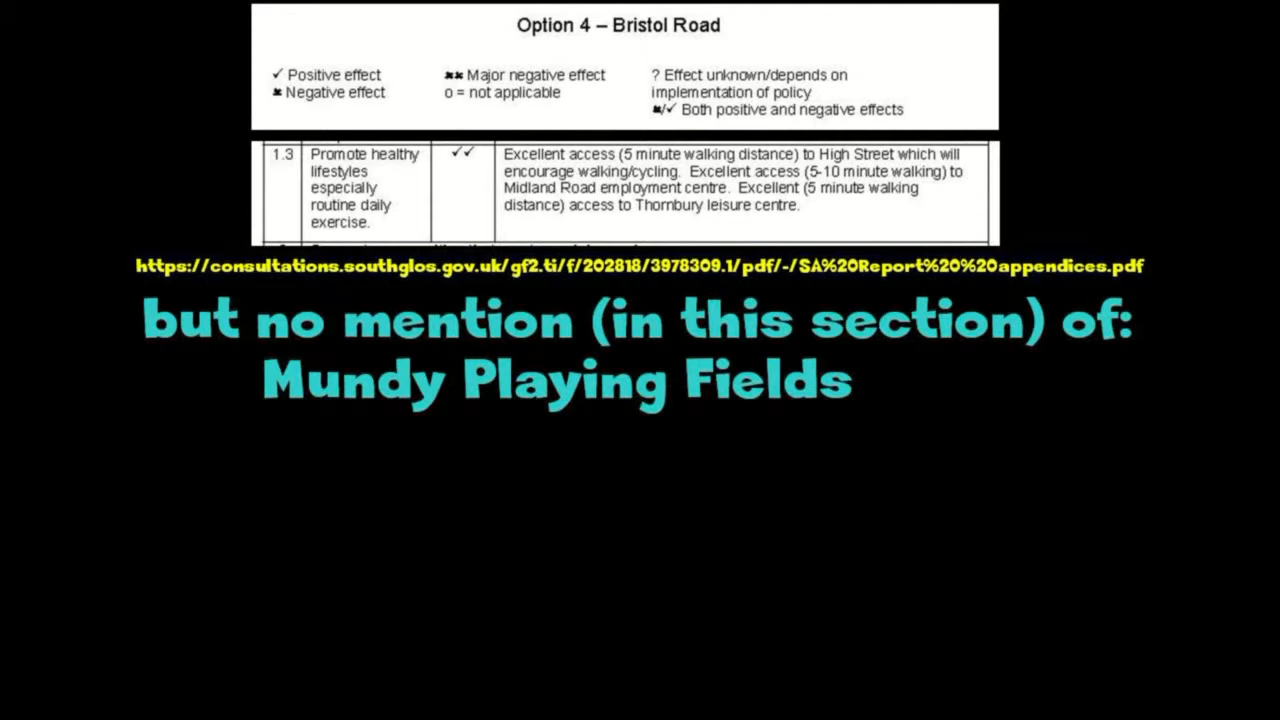 Option 4 – Bristol Road
✓ Positive effect
✖ Negative effect
✖✖ Major negative effect
o = not applicable
? Effect unknown/depends on
implementation of policy
✖/✓ Both positive and negative effects
1.3
Promote healthy
lifestyles
especially
routine daily
exercise.
✓✓
Excellent access (5 minute walking distance) to High Street which will
encourage walking/cycling. Excellent access (5-10 minute walking) to
Midland Road employment centre. Excellent (5 minute walking
distance) access to Thornbury leisure centre.
https://consultations.southglos.gov.uk/gf2.ti/f/202818/3978309.1/pdf/-/SA%20Report%20%20appendices.pdf
but no mention (in this section) of:
Mundy Playing Fields